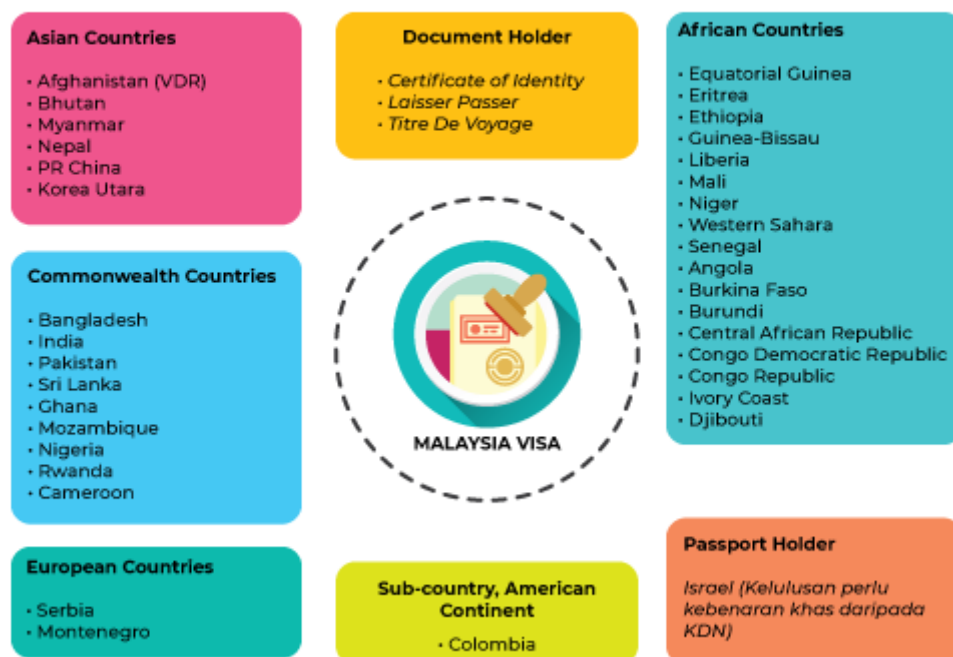 Asian Countries
• Afghanistan (VDR)
• Bhutan
• Myanmar
• Nepal
• PR China
• Korea Utara
Document Holder
• Certificate of Identity
• Laisser Passer
• Titre De Voyage
African Countries
• Equatorial Guinea
• Eritrea
• Ethiopia
• Guinea-Bissau
• Liberia
• Mali
• Niger
• Western Sahara
• Senegal
• Angola
• Burkina Faso
• Burundi
• Central African Republic
• Congo Democratic Republic
• Congo Republic
• Ivory Coast
• Djibouti
Commonwealth Countries
• Bangladesh
• India
• Pakistan
• Sri Lanka
• Ghana
• Mozambique
• Nigeria
• Rwanda
• Cameroon
MALAYSIA VISA
European Countries
• Serbia
• Montenegro
Sub-country, American
Continent
• Colombia
Passport Holder
Israel (Kelulusan perlu
kebenaran khas daripada
KDN)